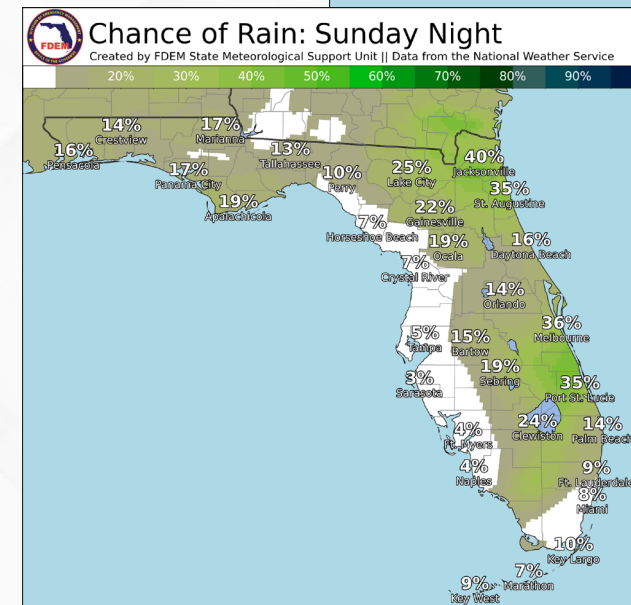 FDEM
Chance of Rain: Sunday Night
Created by FDEM State Meteorological Support Unit || Data from the National Weather Service
20% 30% 40% 50% 60% 70% 80% 90%
14%
Crestview
17%
Marianna
16%
Pensacola
13%
Tallahassee
17%
Panama City
10%
Perry
25%
Lake City
40%
Jacksonville
19%
Apalachicola
35%
St. Augustine
22%
Gainesville
7%
Horseshoe Beach
19%
Ocala
16%
Daytona Beach
7%
Crystal River
14%
Orlando
36%
Melbourne
5%
Tampa
15%
Bartow
19%
Sebring
3%
Sarasota
35%
Port St. Lucie
24%
Clewiston
14%
Palm Beach
4%
Ft. Myers
4%
Naples
9%
Ft. Lauderdale
8%
Miami
10%
Key Largo
7%
Marathon
9%
Key West